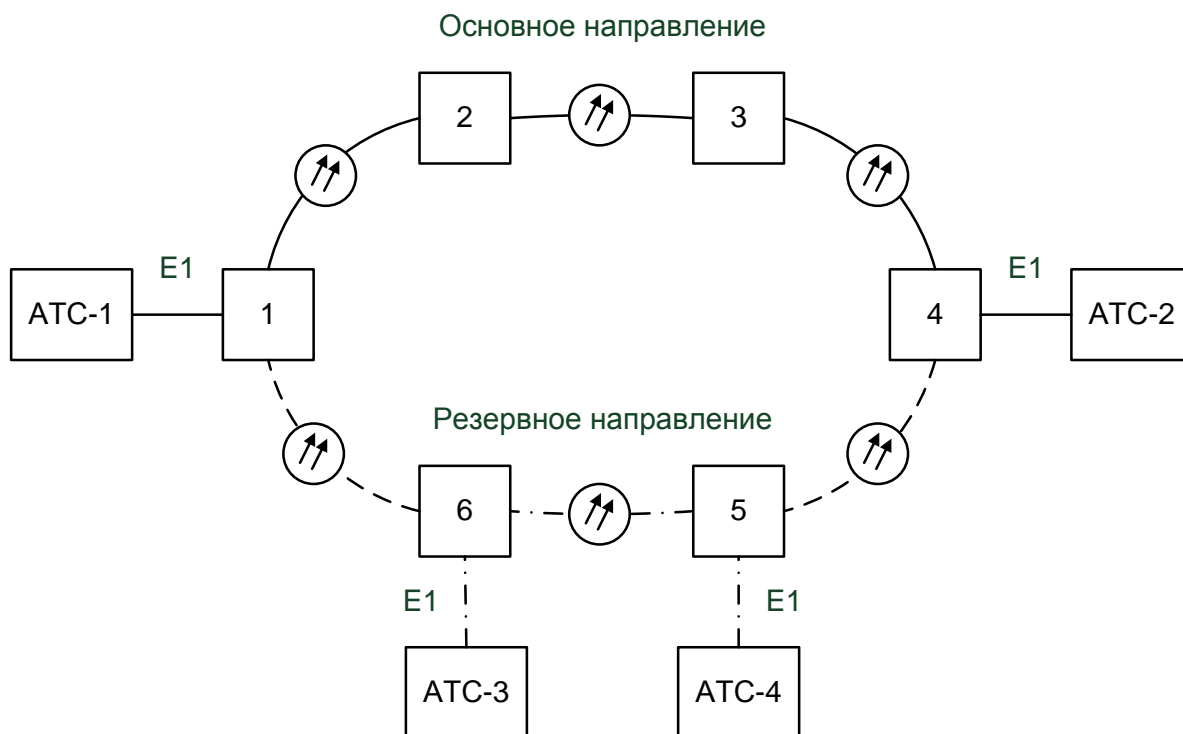 Основное направление
2
3
E1
E1
АТС-1
1
4
АТС-2
Резервное направление
6
5
E1
E1
АТС-3
АТС-4